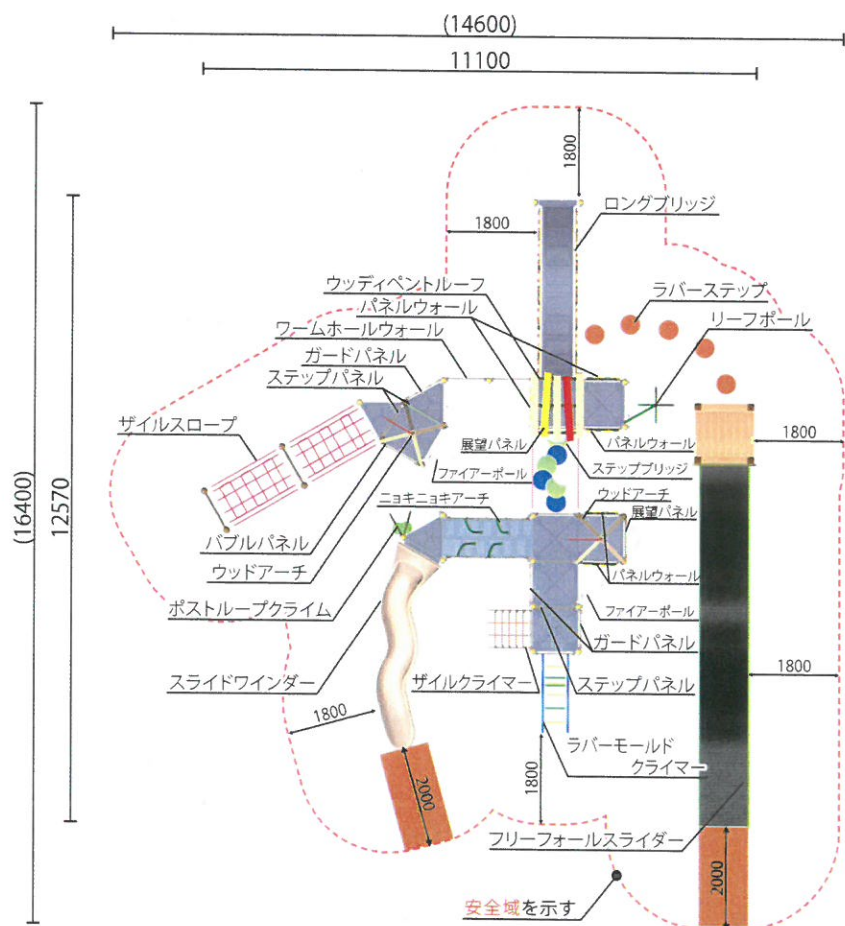 (14600)
11100
(16400)
12570
1800
ロングブリッジ
1800
ウッディペントルーフ
パネルウォール
ワームホールウォール
ガードパネル
ステップパネル
ザイルスロープ
ラバーステップ
リーフポール
1800
展望パネル
パネルウォール
ファイアーポール
ステップブリッジ
ニョキニョキアーチ
ウッドアーチ
展望パネル
バブルパネル
ウッドアーチ
パネルウォール
ポストループクライム
ファイアーポール
ガードパネル
スライドワインダー
ザイルクライマー
ステップパネル
1800
1800
ラバーモールド
クライマー
1800
2000
フリーフォールスライダー
2000
安全域を示す